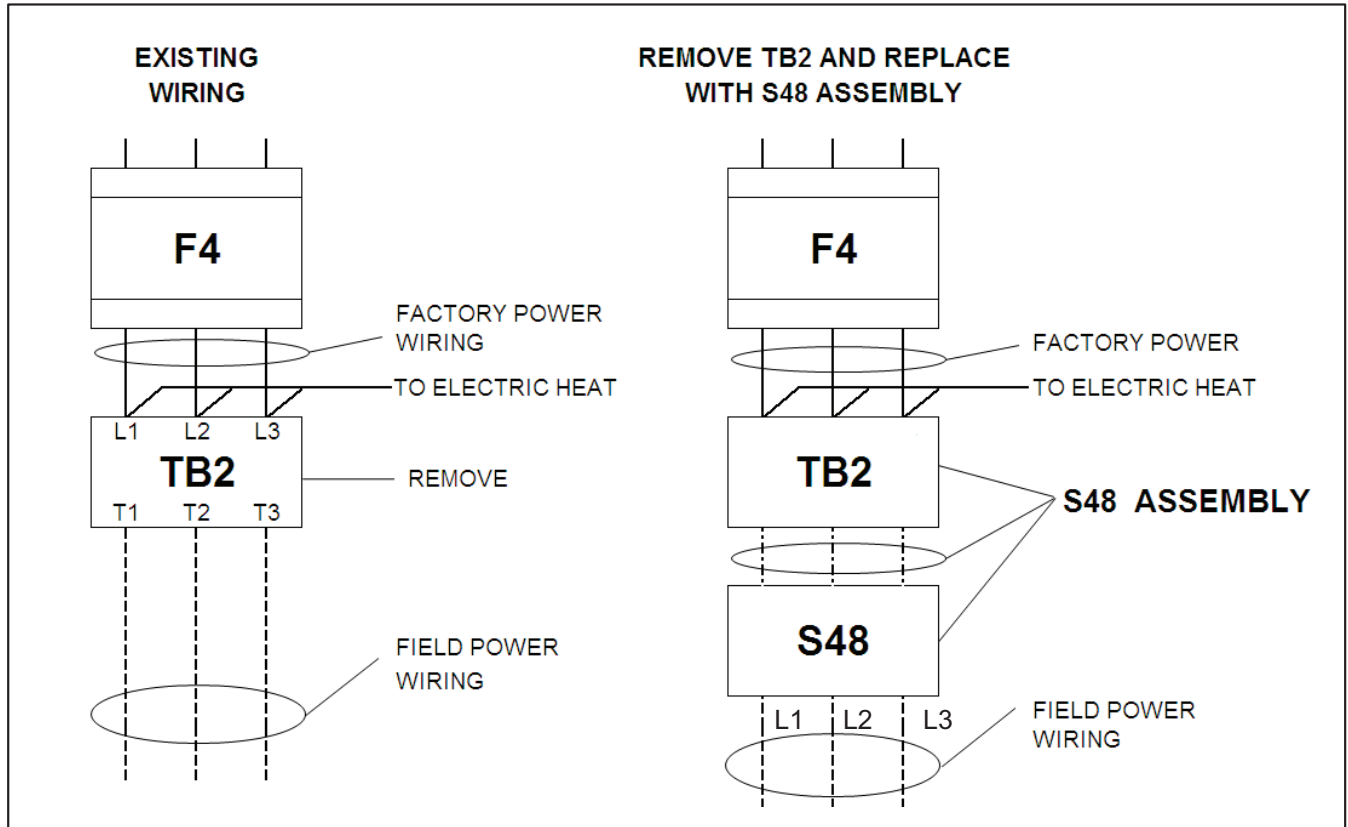 EXISTING
WIRING
F4
FACTORY POWER
WIRING
TO ELECTRIC HEAT
L1 L2 L3
TB2
REMOVE
T1 T2 T3
FIELD POWER
WIRING
REMOVE TB2 AND REPLACE
WITH S48 ASSEMBLY
F4
FACTORY POWER
TO ELECTRIC HEAT
TB2
S48 ASSEMBLY
S48
L1 L2 L3
FIELD POWER
WIRING